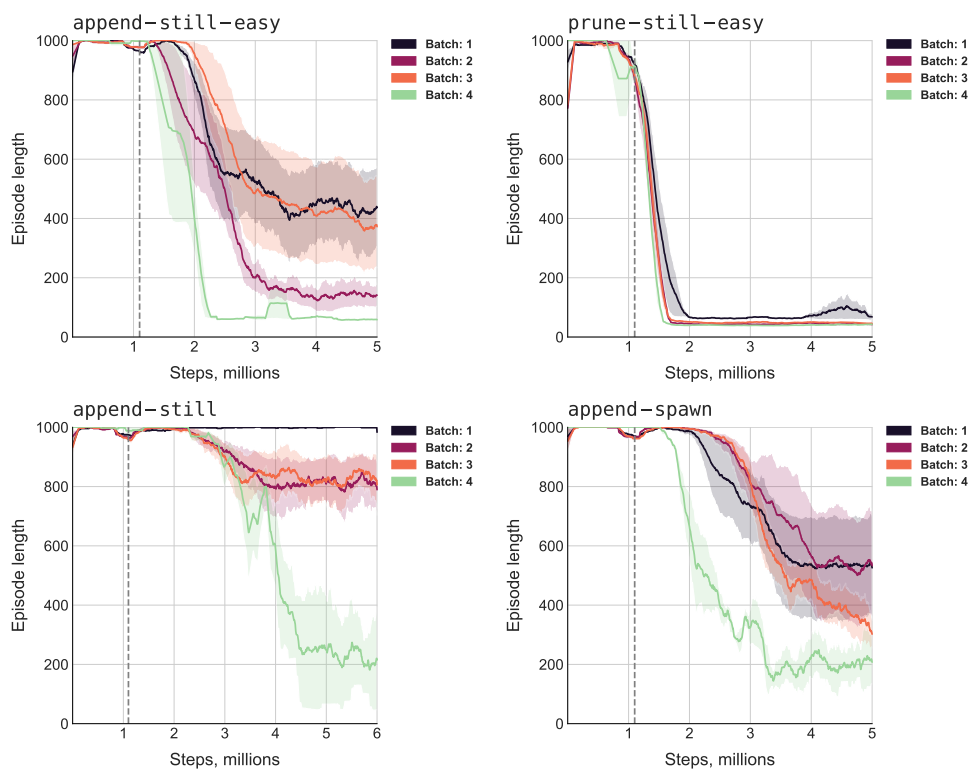 append-still-easy
Episode length
1000
800
600
400
200
0
1 2 3 4 5
Steps, millions
Batch: 1
Batch: 2
Batch: 3
Batch: 4
prune-still-easy
Episode length
1000
800
600
400
200
0
1 2 3 4 5
Steps, millions
Batch: 1
Batch: 2
Batch: 3
Batch: 4
append-still
Episode length
1000
800
600
400
200
0
1 2 3 4 5 6
Steps, millions
Batch: 1
Batch: 2
Batch: 3
Batch: 4
append-spawn
Episode length
1000
800
600
400
200
0
1 2 3 4 5
Steps, millions
Batch: 1
Batch: 2
Batch: 3
Batch: 4